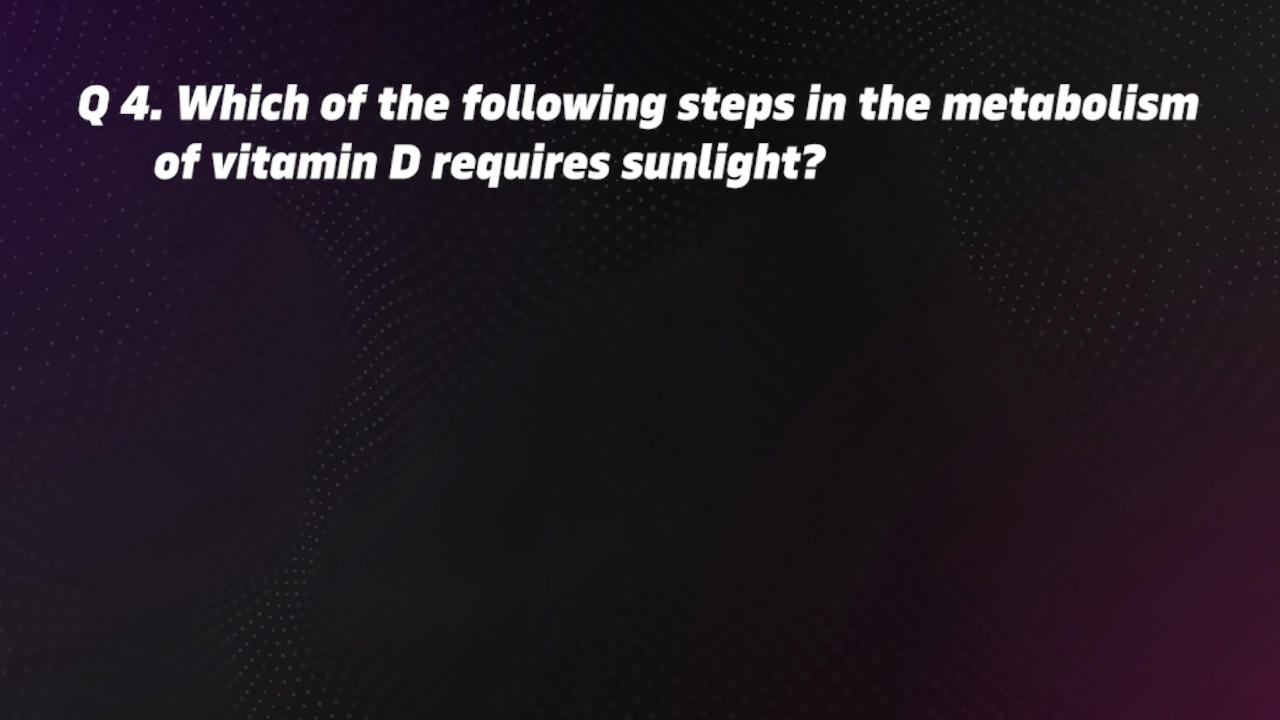 Q 4. Which of the following steps in the metabolism
of vitamin D requires sunlight?